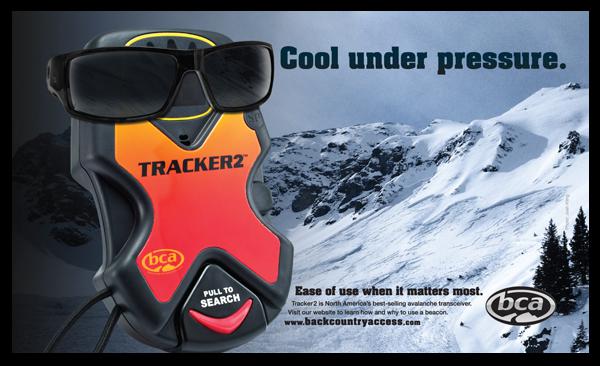 Cool under pressure.
TRACKER2™
bca
PULL TO
SEARCH
Ease of use when it matters most.
Tracker2 is North America's best-selling avalanche transceiver.
Visit our website to learn how and why to use a beacon.
www.backcountryaccess.com
bca